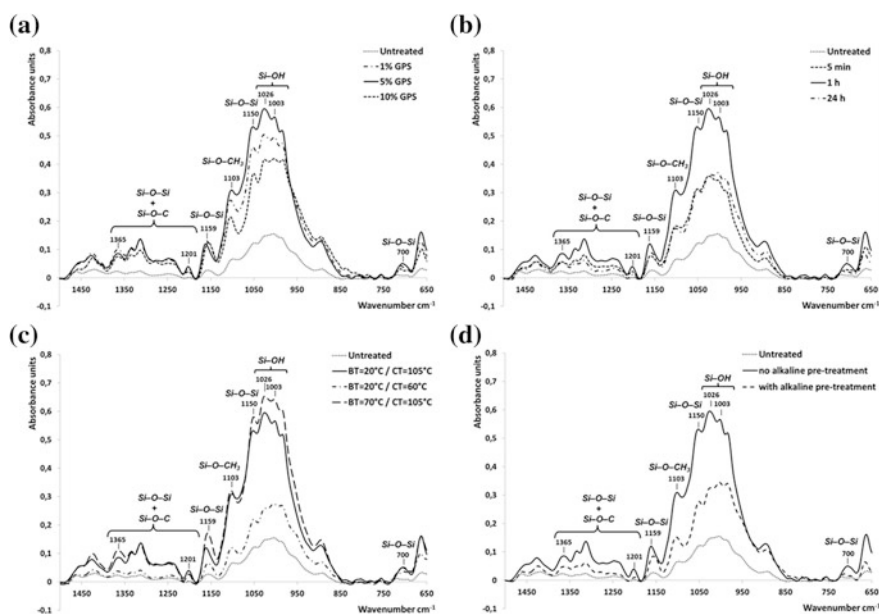 (a)
Absorbance units
0,8
0,7
0,6
0,5
0,4
0,3
0,2
0,1
0
-0,1
1450
1350
1250
1150
1050
950
850
750
650
Wavenumber cm⁻¹
Untreated
1% GPS
5% GPS
10% GPS
Si–OH
1026
1003
Si–O–Si
1150
Si–O–CH₃
1103
Si–O–Si
1159
Si–O–Si
+
Si–O–C
1365
1201
Si–O–Si
700
(b)
Absorbance units
0,8
0,7
0,6
0,5
0,4
0,3
0,2
0,1
0
-0,1
1450
1350
1250
1150
1050
950
850
750
650
Wavenumber cm⁻¹
Untreated
5 min
1 h
24 h
Si–OH
1026
1003
Si–O–Si
1150
Si–O–CH₃
1103
Si–O–Si
1159
Si–O–Si
+
Si–O–C
1365
1201
Si–O–Si
700
(c)
Absorbance units
0,8
0,7
0,6
0,5
0,4
0,3
0,2
0,1
0
-0,1
1450
1350
1250
1150
1050
950
850
750
650
Wavenumber cm⁻¹
Untreated
BT=20°C / CT=105°C
BT=20°C / CT=60°C
BT=70°C / CT=105°C
Si–OH
1026
1003
Si–O–Si
1150
Si–O–CH₃
1103
Si–O–Si
1159
Si–O–Si
+
Si–O–C
1365
1201
Si–O–Si
700
(d)
Absorbance units
0,8
0,7
0,6
0,5
0,4
0,3
0,2
0,1
0
-0,1
1450
1350
1250
1150
1050
950
850
750
650
Wavenumber cm⁻¹
Untreated
no alkaline pre-treatment
with alkaline pre-treatment
Si–OH
1026
1003
Si–O–Si
1150
Si–O–CH₃
1103
Si–O–Si
1159
Si–O–Si
+
Si–O–C
1365
1201
Si–O–Si
700